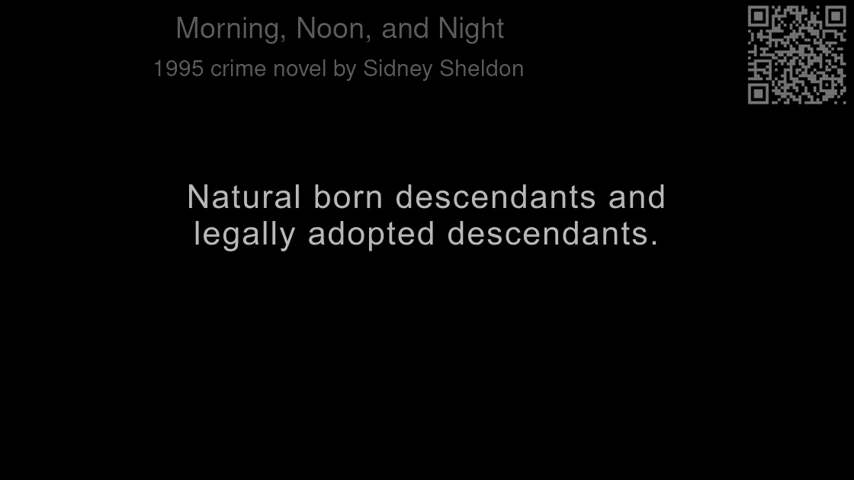 Morning, Noon, and Night
1995 crime novel by Sidney Sheldon
Natural born descendants and
legally adopted descendants.